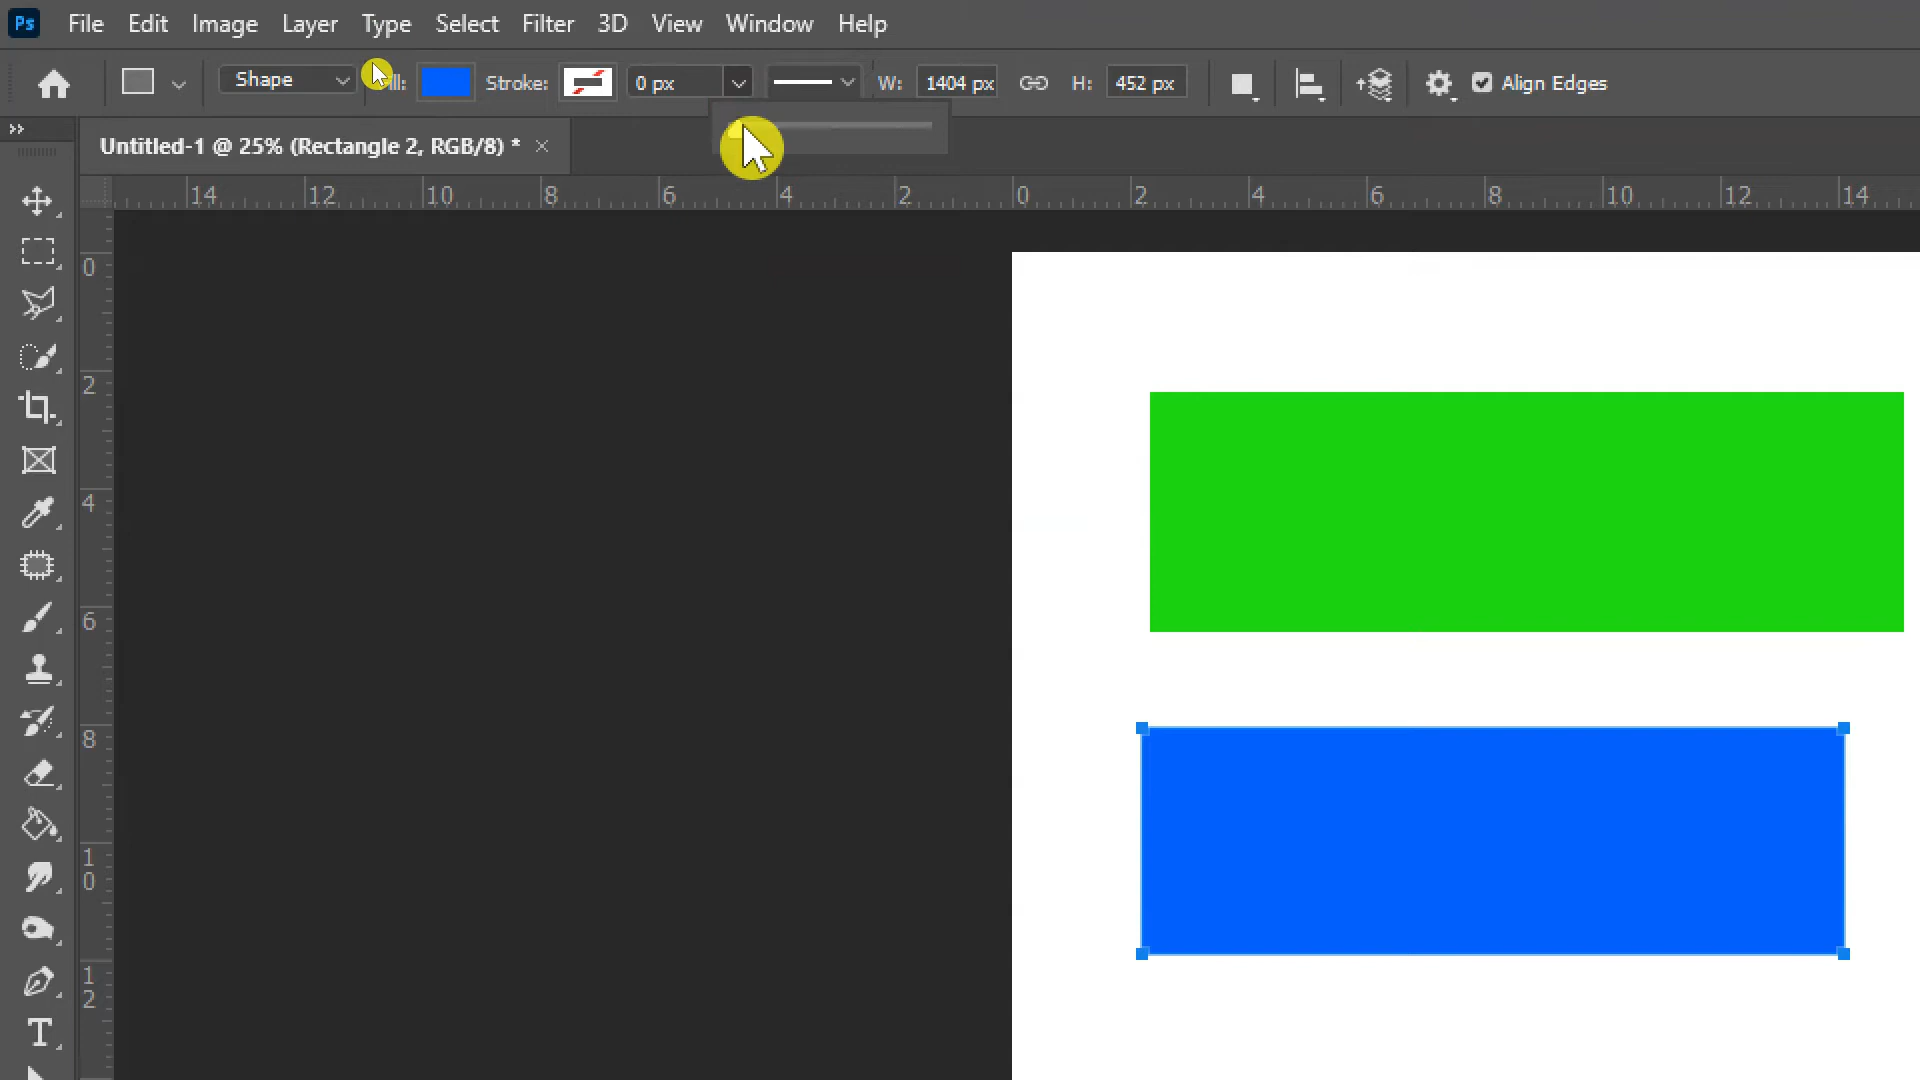 Ps File Edit Image Layer Type Select Filter 3D View Window Help
Shape Stroke: 0 px W: 1404 px H: 452 px Align Edges
Untitled-1 @ 25% (Rectangle 2, RGB/8) * ×
14 12 10 8 6 4 2 0 2 4 6 8 10 12 14
0
2
4
6
8
1
0
1
2
T